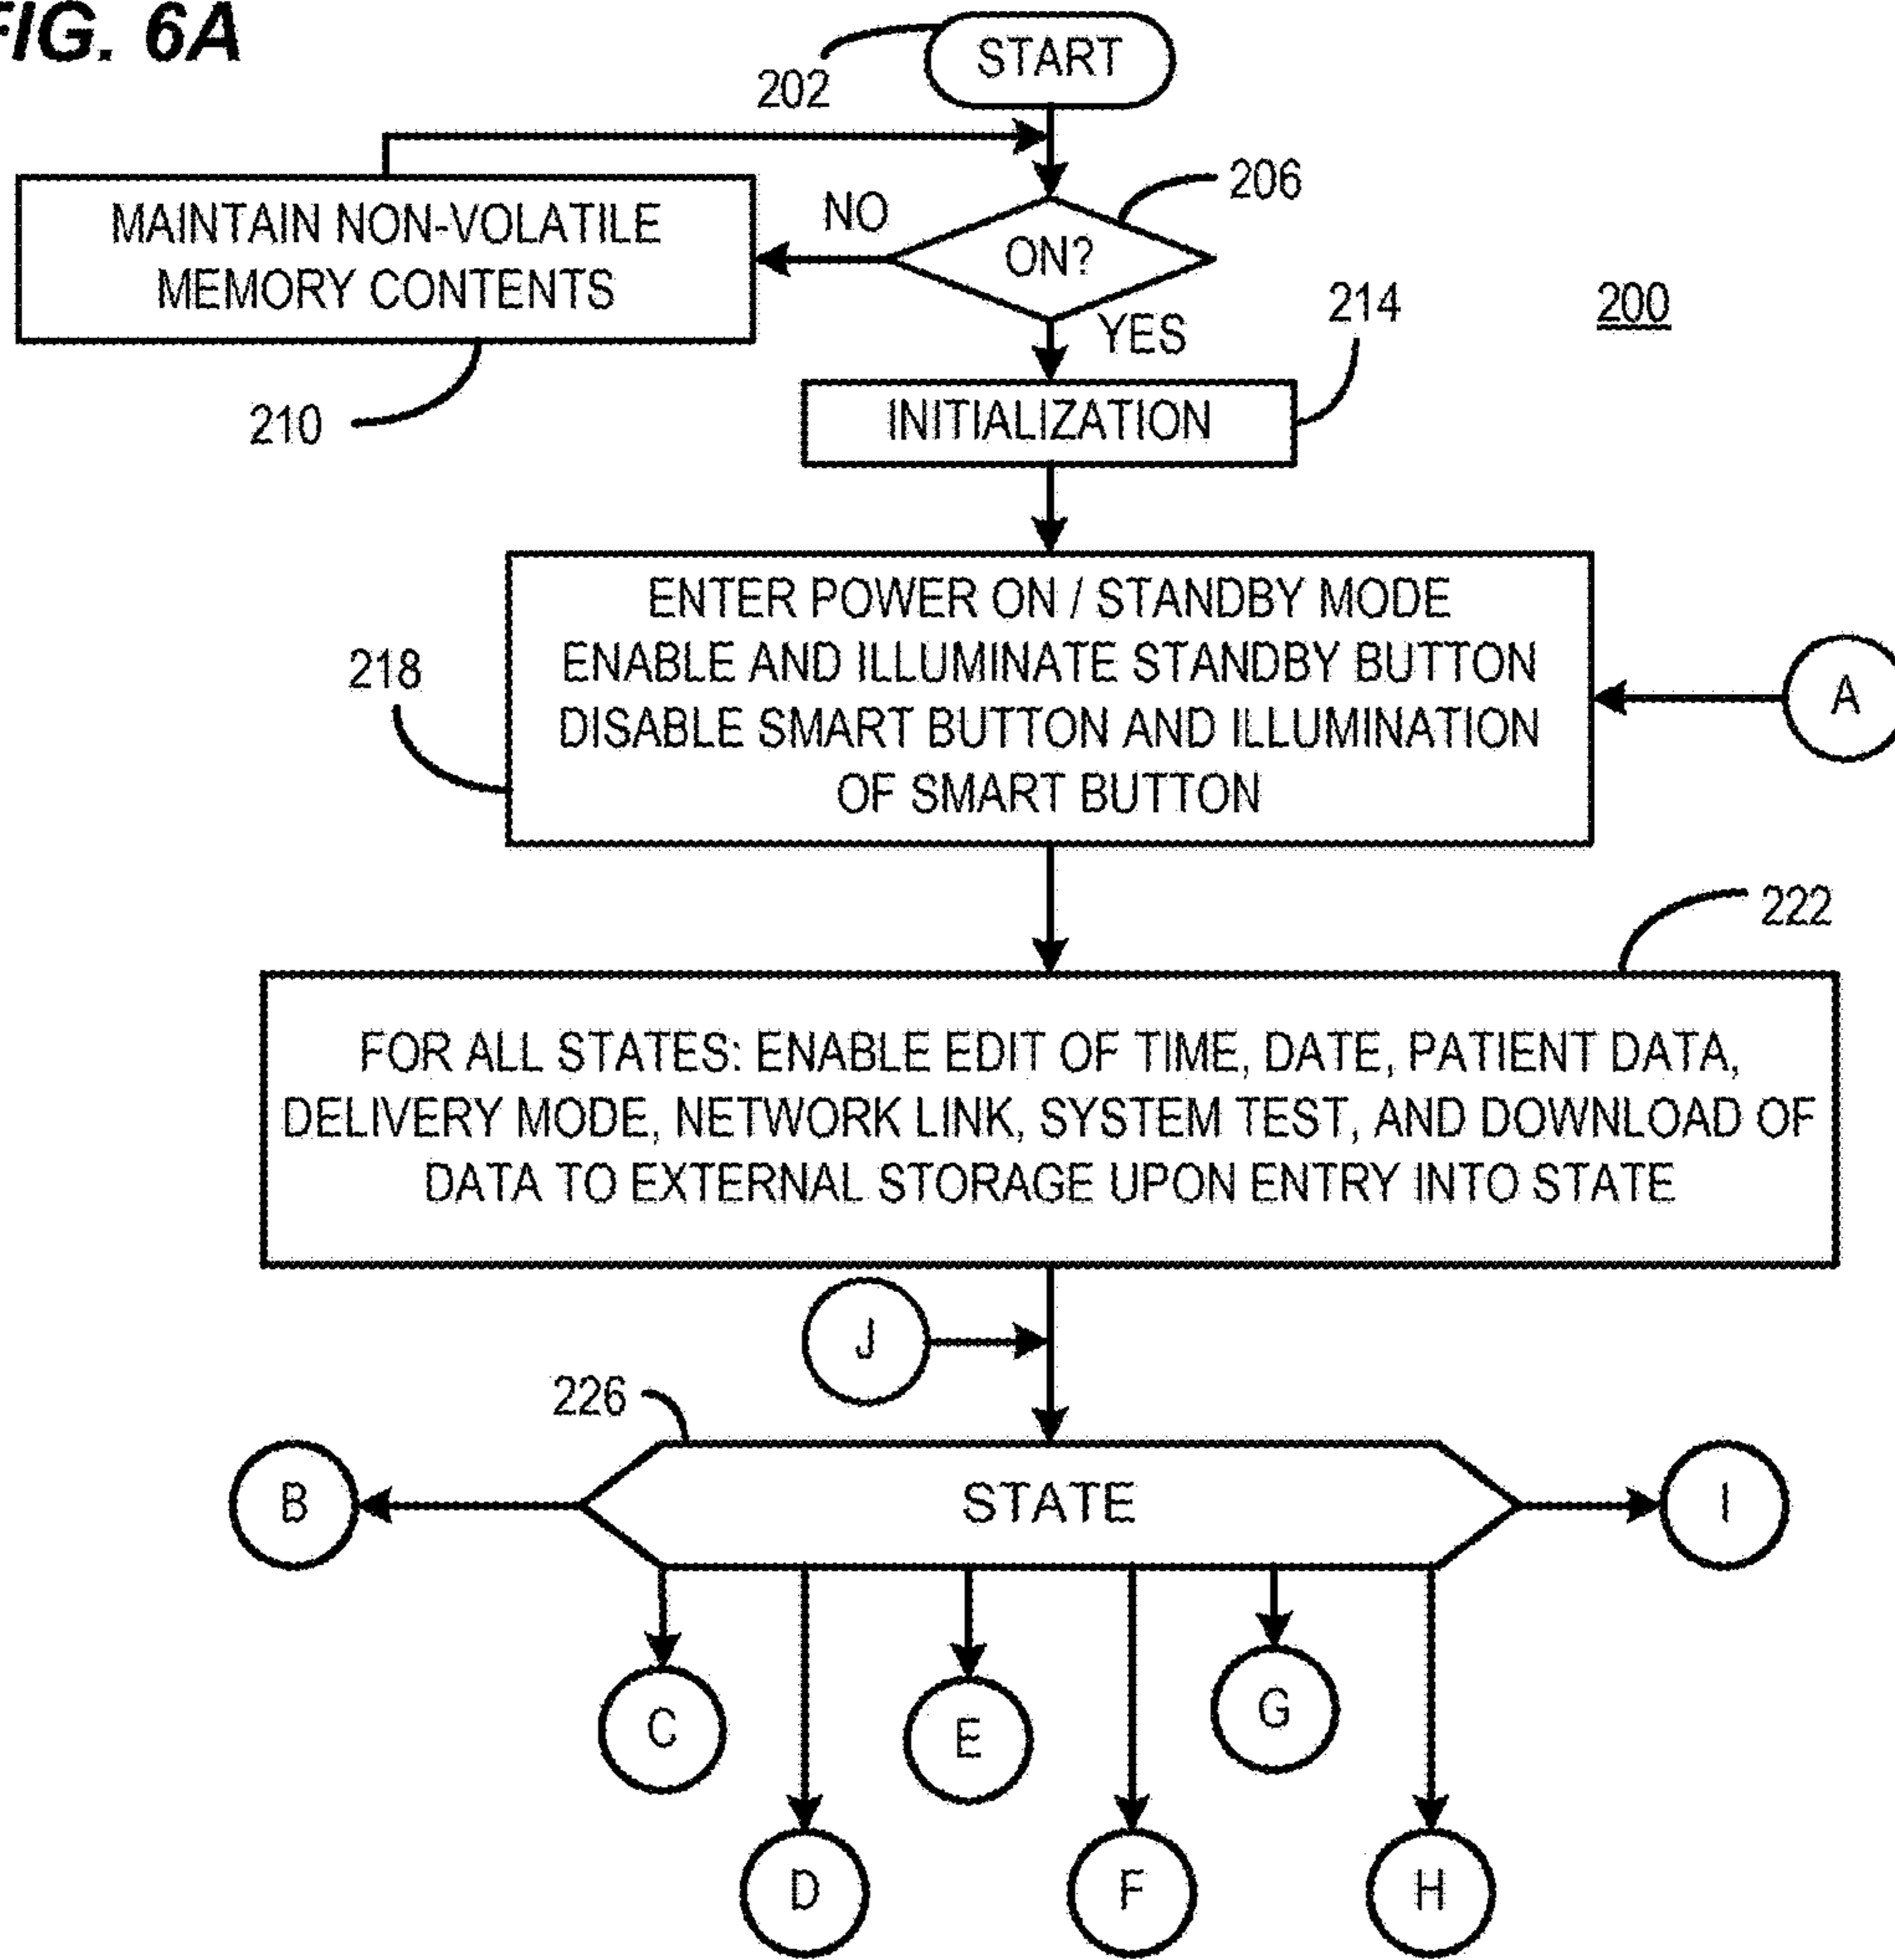 FIG. 6A
START
202
206
NO
MAINTAIN NON-VOLATILE
MEMORY CONTENTS
ON?
214
200
YES
210
INITIALIZATION
ENTER POWER ON / STANDBY MODE
ENABLE AND ILLUMINATE STANDBY BUTTON
DISABLE SMART BUTTON AND ILLUMINATION
OF SMART BUTTON
218
A
222
FOR ALL STATES: ENABLE EDIT OF TIME, DATE, PATIENT DATA,
DELIVERY MODE, NETWORK LINK, SYSTEM TEST, AND DOWNLOAD OF
DATA TO EXTERNAL STORAGE UPON ENTRY INTO STATE
J
226
B
STATE
I
C
E
G
D
F
H